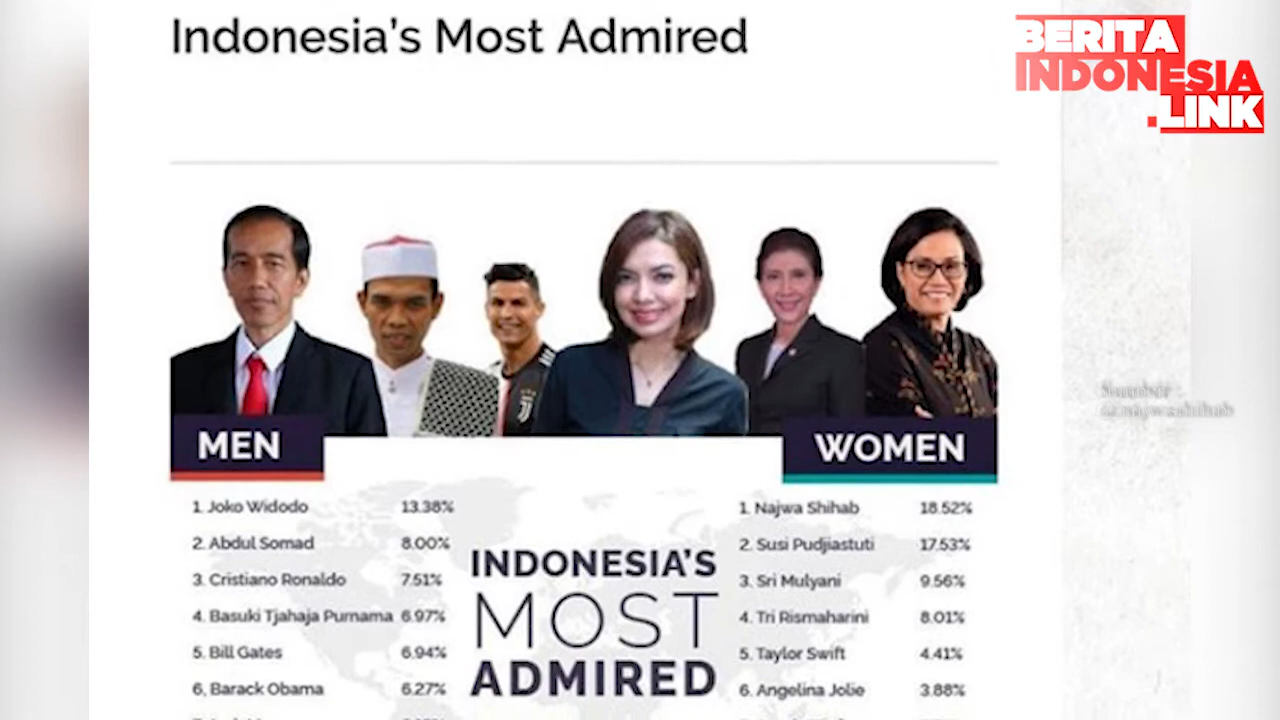 Indonesia's Most Admired
BERITA
INDONESIA
.LINK
MEN
WOMEN
1. Joko Widodo 13.38%
2. Abdul Somad 8.00%
3. Cristiano Ronaldo 7.51%
4. Basuki Tjahaja Purnama 6.97%
5. Bill Gates 6.94%
6. Barack Obama 6.27%
INDONESIA'S
MOST
ADMIRED
1. Najwa Shihab 18.52%
2. Susi Pudjiastuti 17.53%
3. Sri Mulyani 9.56%
4. Tri Rismaharini 8.01%
5. Taylor Swift 4.41%
6. Angelina Jolie 3.88%
Sumber :